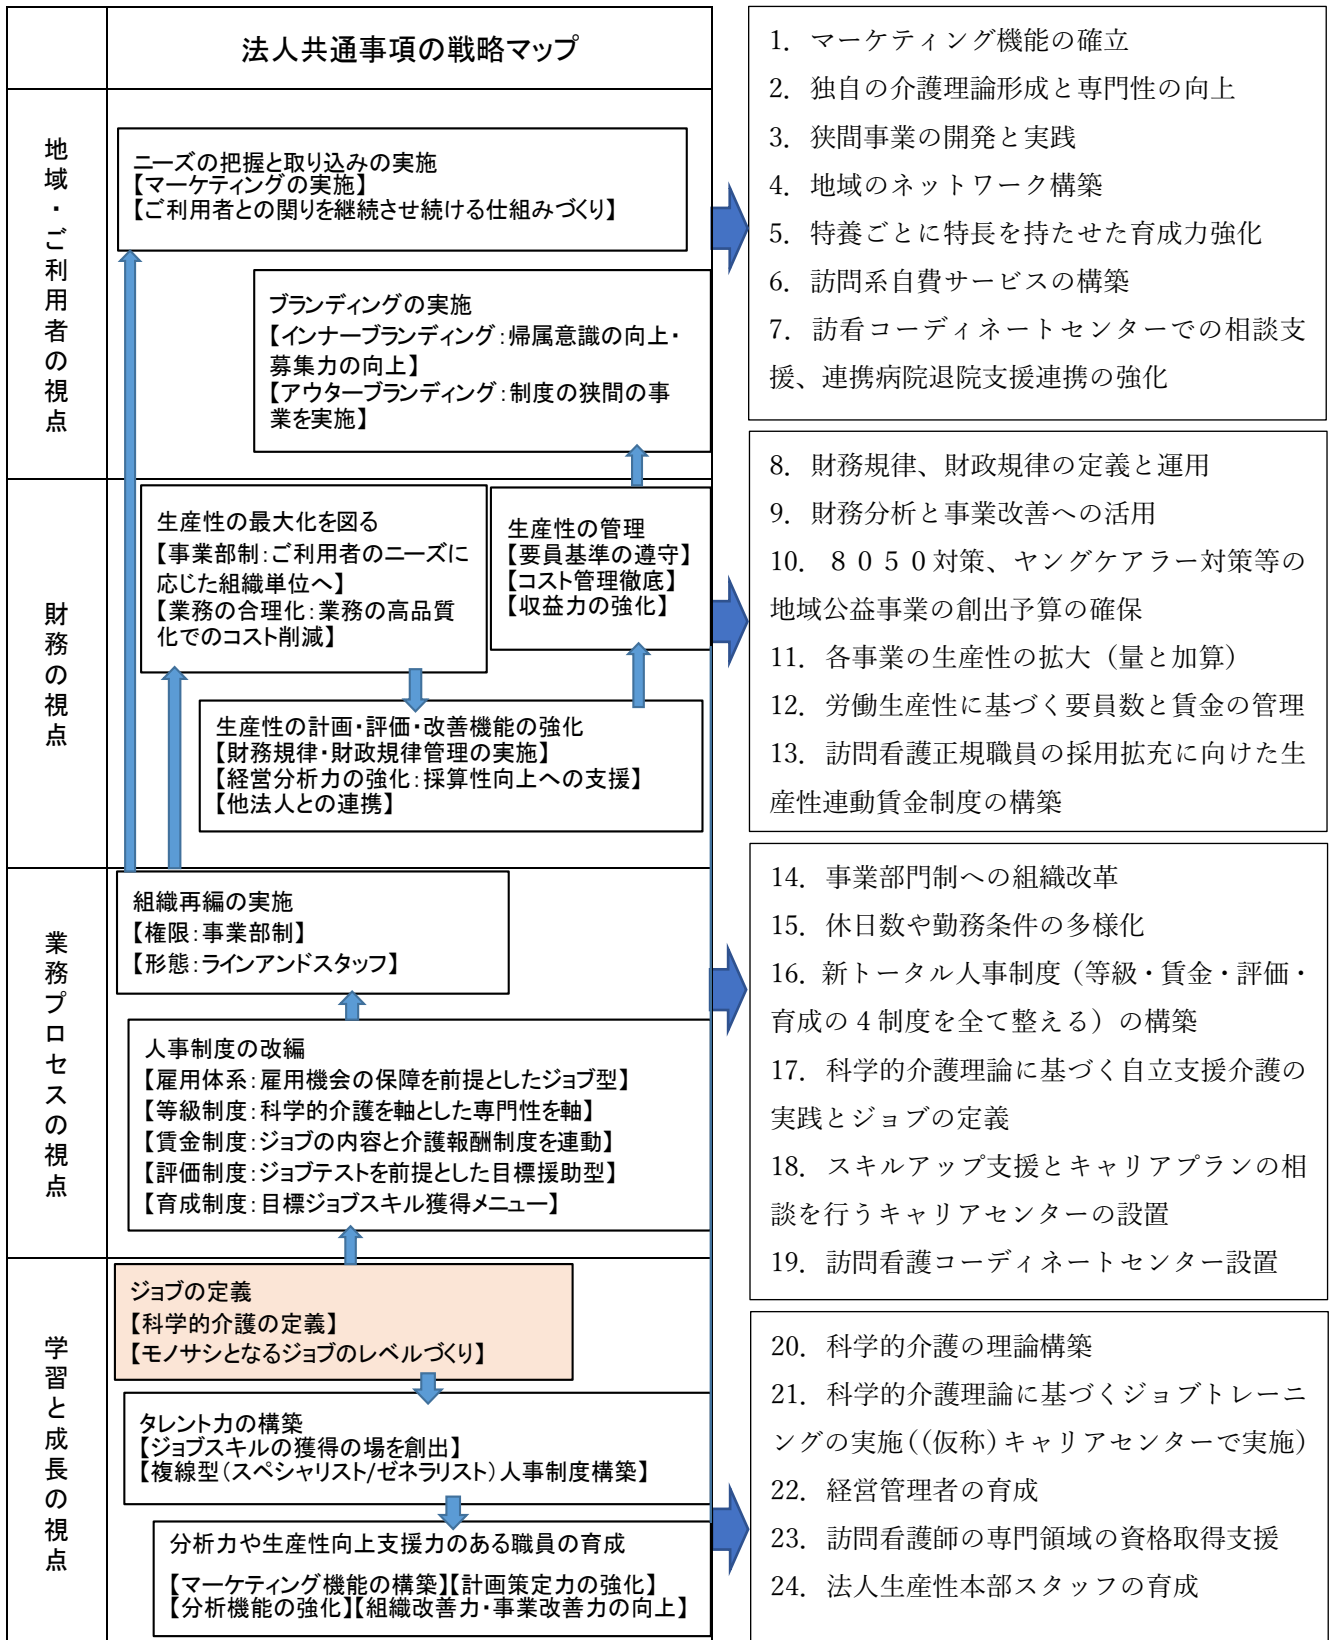 法人共通事項の戦略マップ
地域・ご利用者の視点
ニーズの把握と取り込みの実施
【マーケティングの実施】
【ご利用者との関りを継続させ続ける仕組みづくり】
ブランディングの実施
【インナーブランディング：帰属意識の向上・
募集力の向上】
【アウターブランディング：制度の狭間の事
業を実施】
1．マーケティング機能の確立
2．独自の介護理論形成と専門性の向上
3．狭間事業の開発と実践
4．地域のネットワーク構築
5．特養ごとに特長を持たせた育成力強化
6．訪問系自費サービスの構築
7．訪看コーディネートセンターでの相談支
援、連携病院退院支援連携の強化
財務の視点
生産性の最大化を図る
【事業部制：ご利用者のニーズに
応じた組織単位へ】
【業務の合理化：業務の高品質
化でのコスト削減】
生産性の管理
【要員基準の遵守】
【コスト管理徹底】
【収益力の強化】
生産性の計画・評価・改善機能の強化
【財務規律・財政規律管理の実施】
【経営分析力の強化：採算性向上への支援】
【他法人との連携】
8．財務規律、財政規律の定義と運用
9．財務分析と事業改善への活用
10．８０５０対策、ヤングケアラー対策等の
地域公益事業の創出予算の確保
11．各事業の生産性の拡大（量と加算）
12．労働生産性に基づく要員数と賃金の管理
13．訪問看護正規職員の採用拡充に向けた生
産性連動賃金制度の構築
業務プロセスの視点
組織再編の実施
【権限：事業部制】
【形態：ラインアンドスタッフ】
人事制度の改編
【雇用体系：雇用機会の保障を前提としたジョブ型】
【等級制度：科学的介護を軸とした専門性を軸】
【賃金制度：ジョブの内容と介護報酬制度を連動】
【評価制度：ジョブテストを前提とした目標援助型】
【育成制度：目標ジョブスキル獲得メニュー】
14．事業部門制への組織改革
15．休日数や勤務条件の多様化
16．新トータル人事制度（等級・賃金・評価・
育成の４制度を全て整える）の構築
17．科学的介護理論に基づく自立支援介護の
実践とジョブの定義
18．スキルアップ支援とキャリアプランの相
談を行うキャリアセンターの設置
19．訪問看護コーディネートセンター設置
学習と成長の視点
ジョブの定義
【科学的介護の定義】
【モノサシとなるジョブのレベルづくり】
タレント力の構築
【ジョブスキルの獲得の場を創出】
【複線型（スペシャリスト/ゼネラリスト）人事制度構築】
分析力や生産性向上支援力のある職員の育成
【マーケティング機能の構築】【計画策定力の強化】
【分析機能の強化】【組織改善力・事業改善力の向上】
20．科学的介護の理論構築
21．科学的介護理論に基づくジョブトレーニ
ングの実施((仮称)キャリアセンターで実施)
22．経営管理者の育成
23．訪問看護師の専門領域の資格取得支援
24．法人生産性本部スタッフの育成